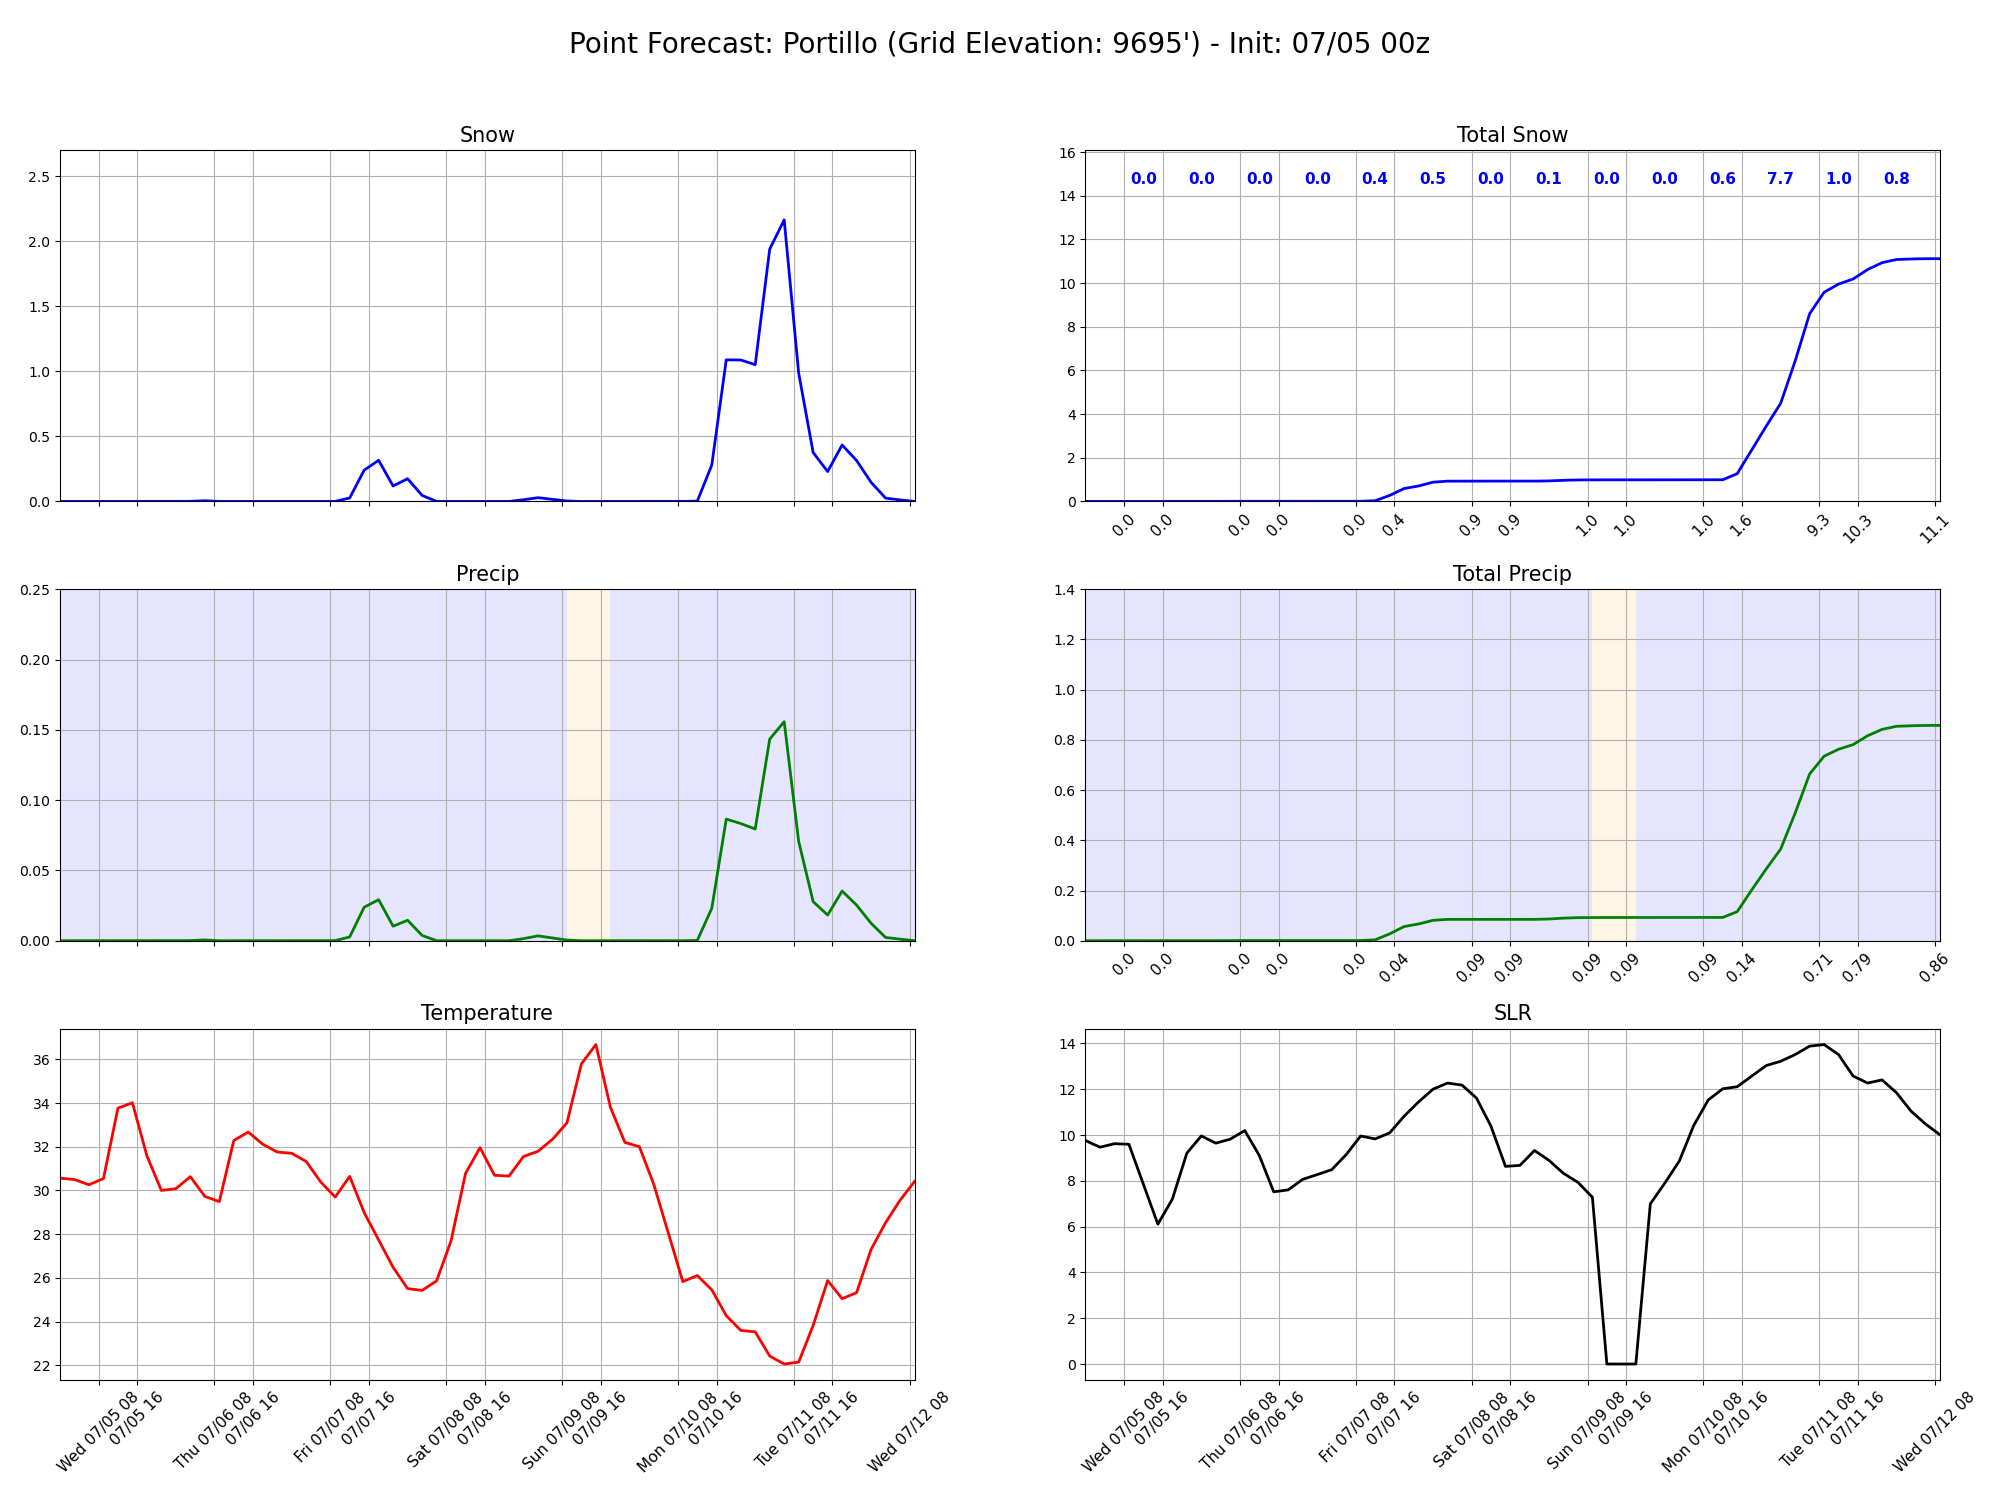 Point Forecast: Portillo (Grid Elevation: 9695') - Init: 07/05 00z
Snow
2.5
2.0
1.5
1.0
0.5
0.0
Total Snow
0.0 0.0 0.0 0.0 0.4 0.5 0.0 0.1 0.0 0.0 0.6 7.7 1.0 0.8
16
14
12
10
8
6
4
2
0
0.0 0.0 0.0 0.0 0.0 0.4 0.9 0.9 1.0 1.0 1.0 1.6 9.3 10.3 11.1
Precip
0.25
0.20
0.15
0.10
0.05
0.00
Total Precip
1.4
1.2
1.0
0.8
0.6
0.4
0.2
0.0
0.0 0.0 0.0 0.0 0.0 0.04 0.09 0.09 0.09 0.09 0.09 0.14 0.71 0.79 0.86
Temperature
36
34
32
30
28
26
24
22
Wed 07/05 08
07/05 16
Thu 07/06 08
07/06 16
Fri 07/07 08
07/07 16
Sat 07/08 08
07/08 16
Sun 07/09 08
07/09 16
Mon 07/10 08
07/10 16
Tue 07/11 08
07/11 16
Wed 07/12 08
SLR
14
12
10
8
6
4
2
0
Wed 07/05 08
07/05 16
Thu 07/06 08
07/06 16
Fri 07/07 08
07/07 16
Sat 07/08 08
07/08 16
Sun 07/09 08
07/09 16
Mon 07/10 08
07/10 16
Tue 07/11 08
07/11 16
Wed 07/12 08